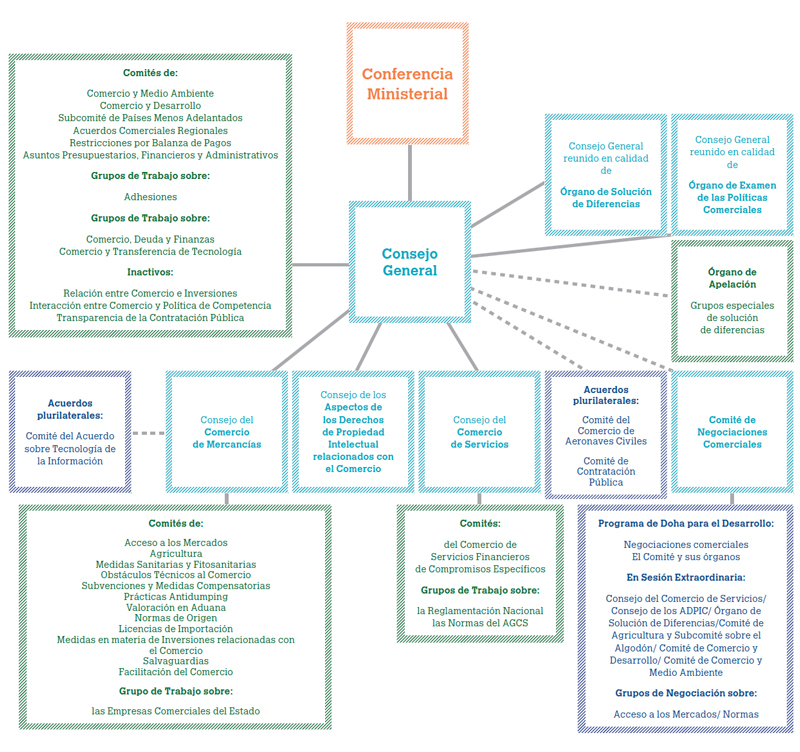 Conferencia
Ministerial
Comités de:
Comercio y Medio Ambiente
Comercio y Desarrollo
Subcomité de Países Menos Adelantados
Acuerdos Comerciales Regionales
Restricciones por Balanza de Pagos
Asuntos Presupuestarios, Financieros y Administrativos
Grupos de Trabajo sobre:
Adhesiones
Grupos de Trabajo sobre:
Comercio, Deuda y Finanzas
Comercio y Transferencia de Tecnología
Inactivos:
Relación entre Comercio e Inversiones
Interacción entre Comercio y Política de Competencia
Transparencia de la Contratación Pública
Consejo
General
Consejo General
reunido en calidad
de
Órgano de Solución
de Diferencias
Consejo General
reunido en calidad
de
Órgano de Examen
de las Políticas
Comerciales
Órgano de
Apelación
Grupos especiales
de solución
de diferencias
Acuerdos
plurilaterales:
Comité del Acuerdo
sobre Tecnología de
la Información
Consejo del
Comercio
de Mercancías
Consejo de los
Aspectos de
los Derechos
de Propiedad
Intelectual
relacionados con
el Comercio
Consejo del
Comercio
de Servicios
Acuerdos
plurilaterales:
Comité del
Comercio de
Aeronaves Civiles
Comité de
Contratación
Pública
Comité de
Negociaciones
Comerciales
Comités de:
Acceso a los Mercados
Agricultura
Medidas Sanitarias y Fitosanitarias
Obstáculos Técnicos al Comercio
Subvenciones y Medidas Compensatorias
Prácticas Antidumping
Valoración en Aduana
Normas de Origen
Licencias de Importación
Medidas en materia de Inversiones relacionadas con
el Comercio
Salvaguardias
Facilitación del Comercio
Grupo de Trabajo sobre:
las Empresas Comerciales del Estado
Comités:
del Comercio de
Servicios Financieros
de Compromisos Específicos
Grupos de Trabajo sobre:
la Reglamentación Nacional
las Normas del AGCS
Programa de Doha para el Desarrollo:
Negociaciones comerciales
El Comité y sus órganos
En Sesión Extraordinaria:
Consejo del Comercio de Servicios/
Consejo de los ADPIC/ Órgano de
Solución de Diferencias/Comité de
Agricultura y Subcomité sobre el
Algodón/ Comité de Comercio y
Desarrollo/ Comité de Comercio y
Medio Ambiente
Grupos de Negociación sobre:
Acceso a los Mercados/ Normas